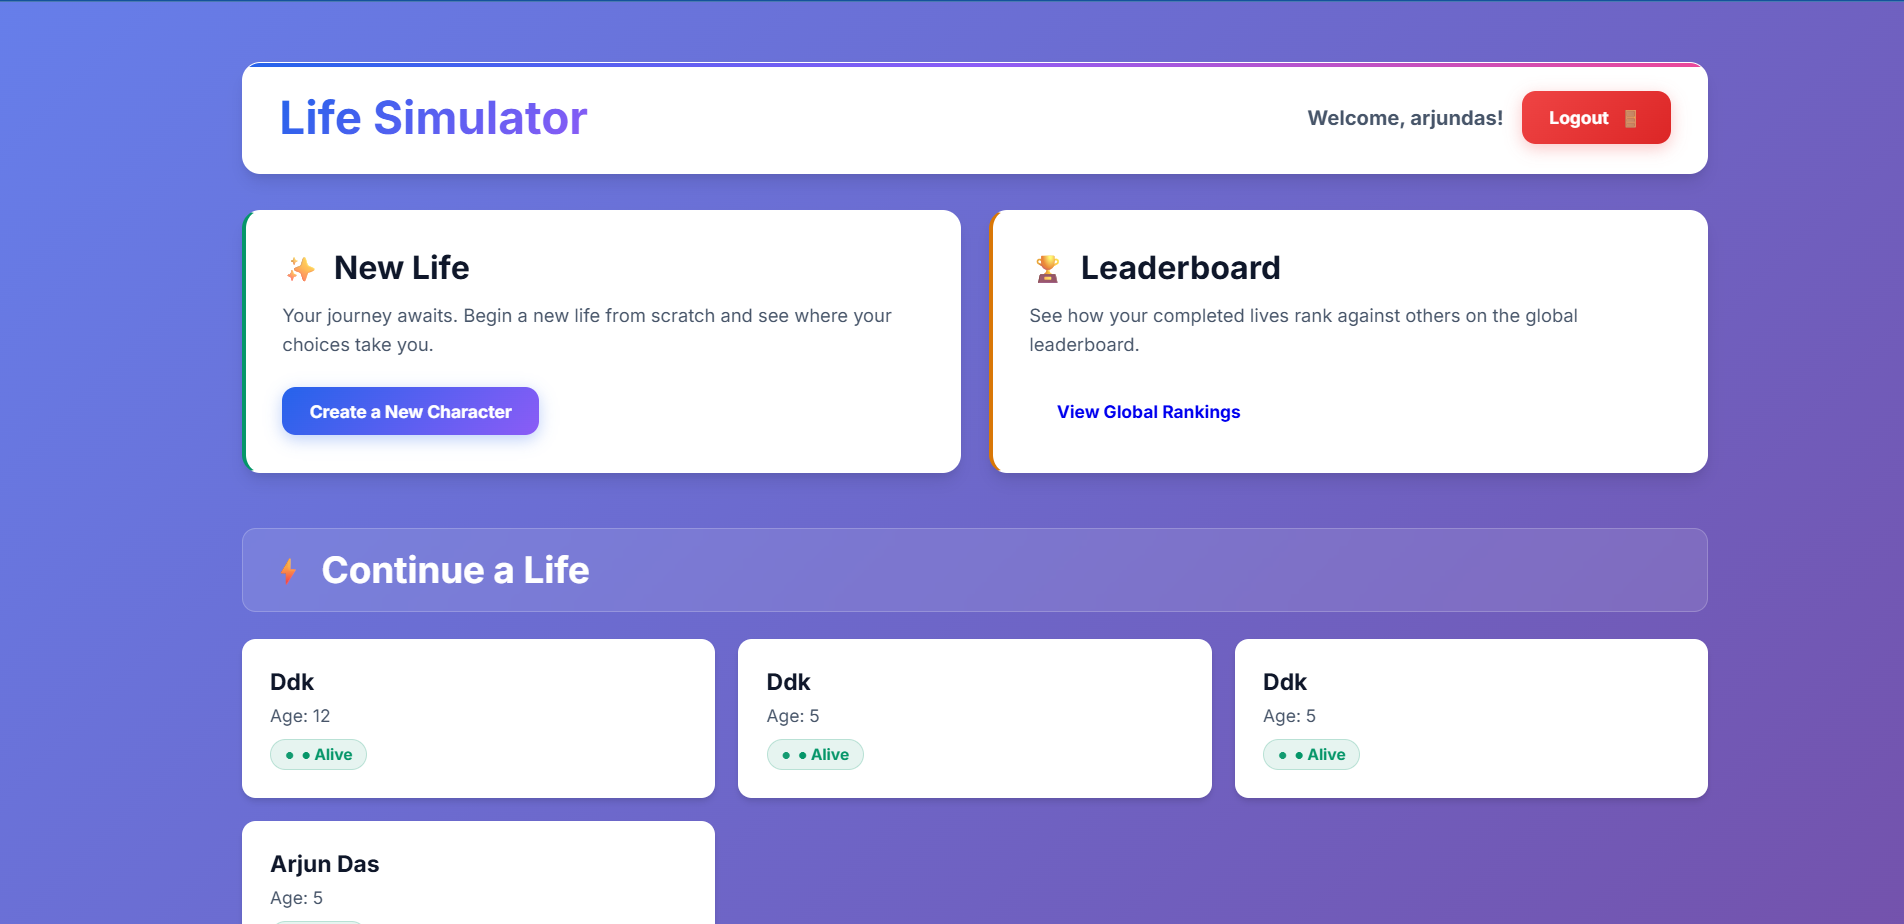 Life Simulator
Welcome, arjundas!
Logout
New Life
Your journey awaits. Begin a new life from scratch and see where your
choices take you.
Create a New Character
Leaderboard
See how your completed lives rank against others on the global
leaderboard.
View Global Rankings
Continue a Life
Ddk
Age: 12
● ● Alive
Ddk
Age: 5
● ● Alive
Ddk
Age: 5
● ● Alive
Arjun Das
Age: 5